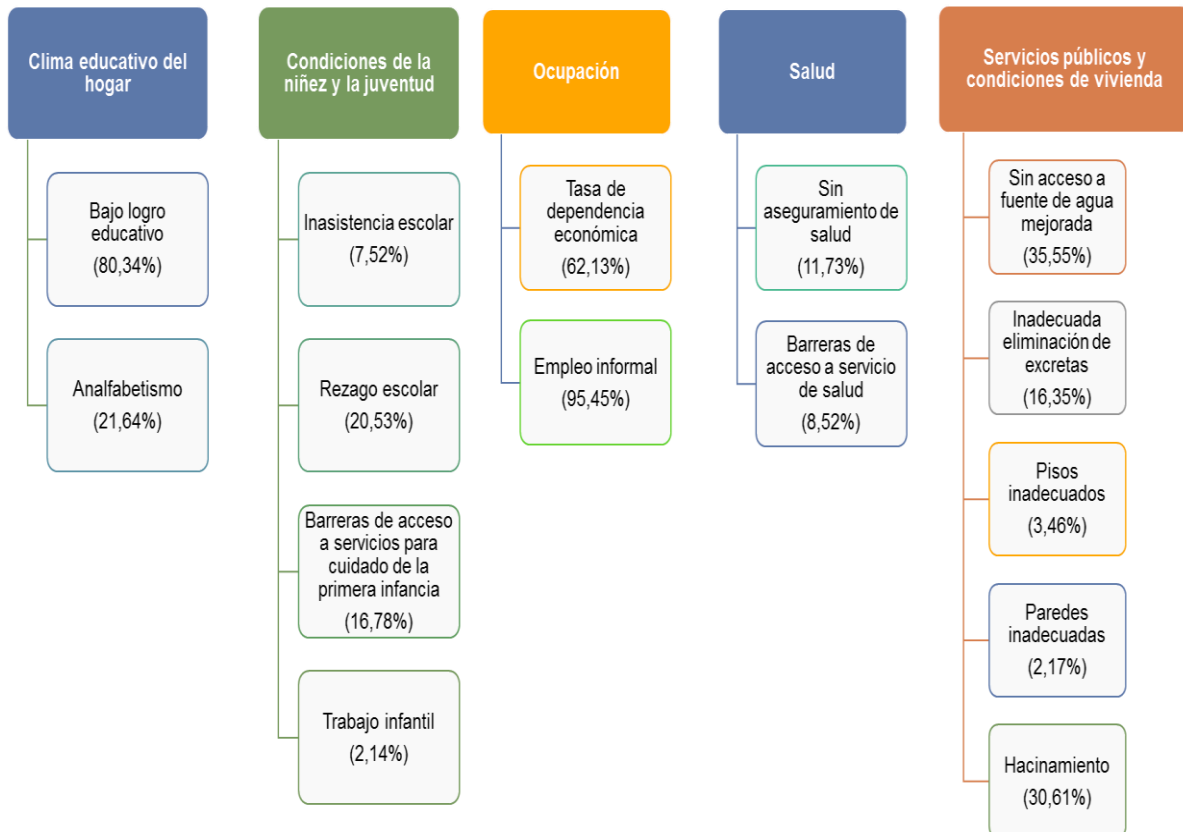 Clima educativo del
hogar
Bajo logro
educativo
(80,34%)
Analfabetismo
(21,64%)
Condiciones de la
niñez y la juventud
Inasistencia escolar
(7,52%)
Rezago escolar
(20,53%)
Barreras de acceso
a servicios para
cuidado de la
primera infancia
(16,78%)
Trabajo infantil
(2,14%)
Ocupación
Tasa de
dependencia
económica
(62,13%)
Empleo informal
(95,45%)
Salud
Sin
aseguramiento de
salud
(11,73%)
Barreras de
acceso a servicio
de salud
(8,52%)
Servicios públicos y
condiciones de vivienda
Sin acceso a
fuente de agua
mejorada
(35,55%)
Inadecuada
eliminación de
excretas
(16,35%)
Pisos
inadecuados
(3,46%)
Paredes
inadecuadas
(2,17%)
Hacinamiento
(30,61%)